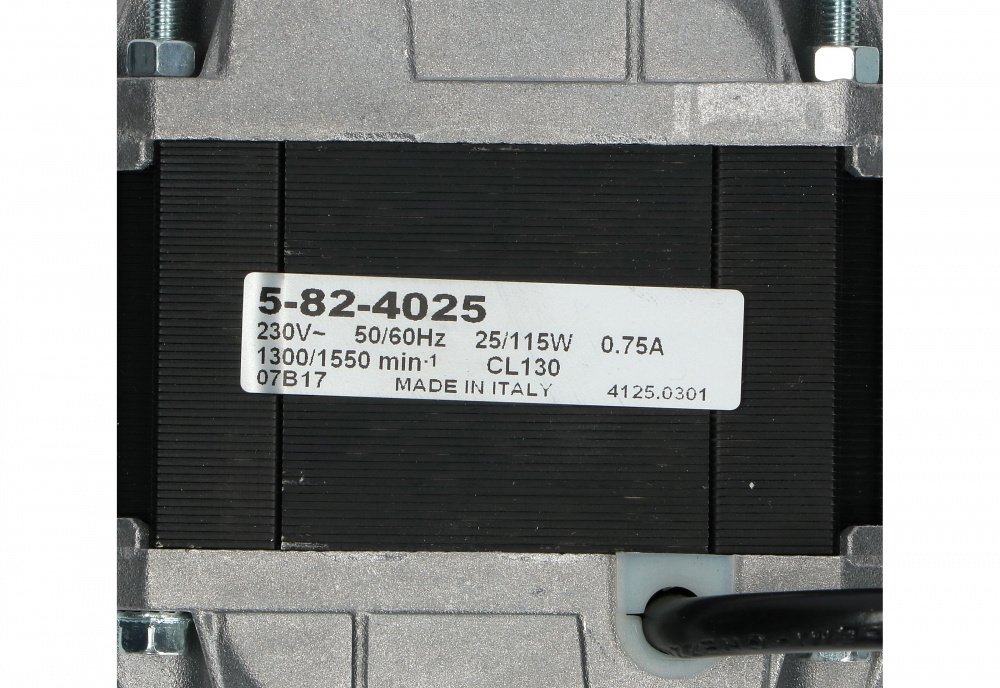 5-82-4025
230V~ 50/60Hz 25/115W 0.75A
1300/1550 min-1 CL130
07B17 MADE IN ITALY 4125.0301